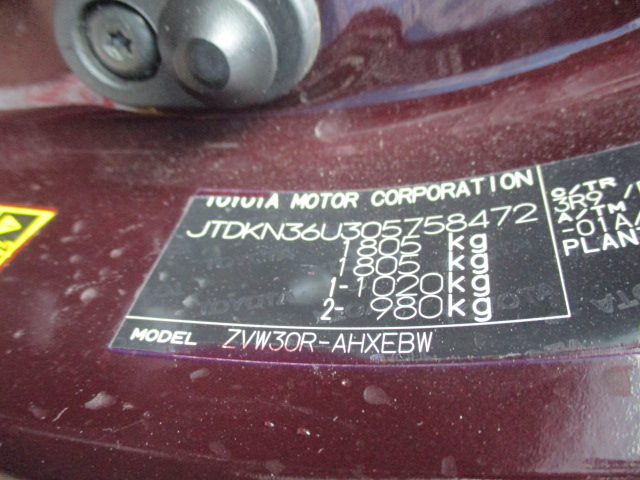 TOYOTA MOTOR CORPORATION
JTDKN36U305758472
1805 kg
1805 kg
1-1020 kg
2- 980 kg
MODEL ZVW30R-AHXEBW
C/TR
3R9
A/TM
-01A
PLAN